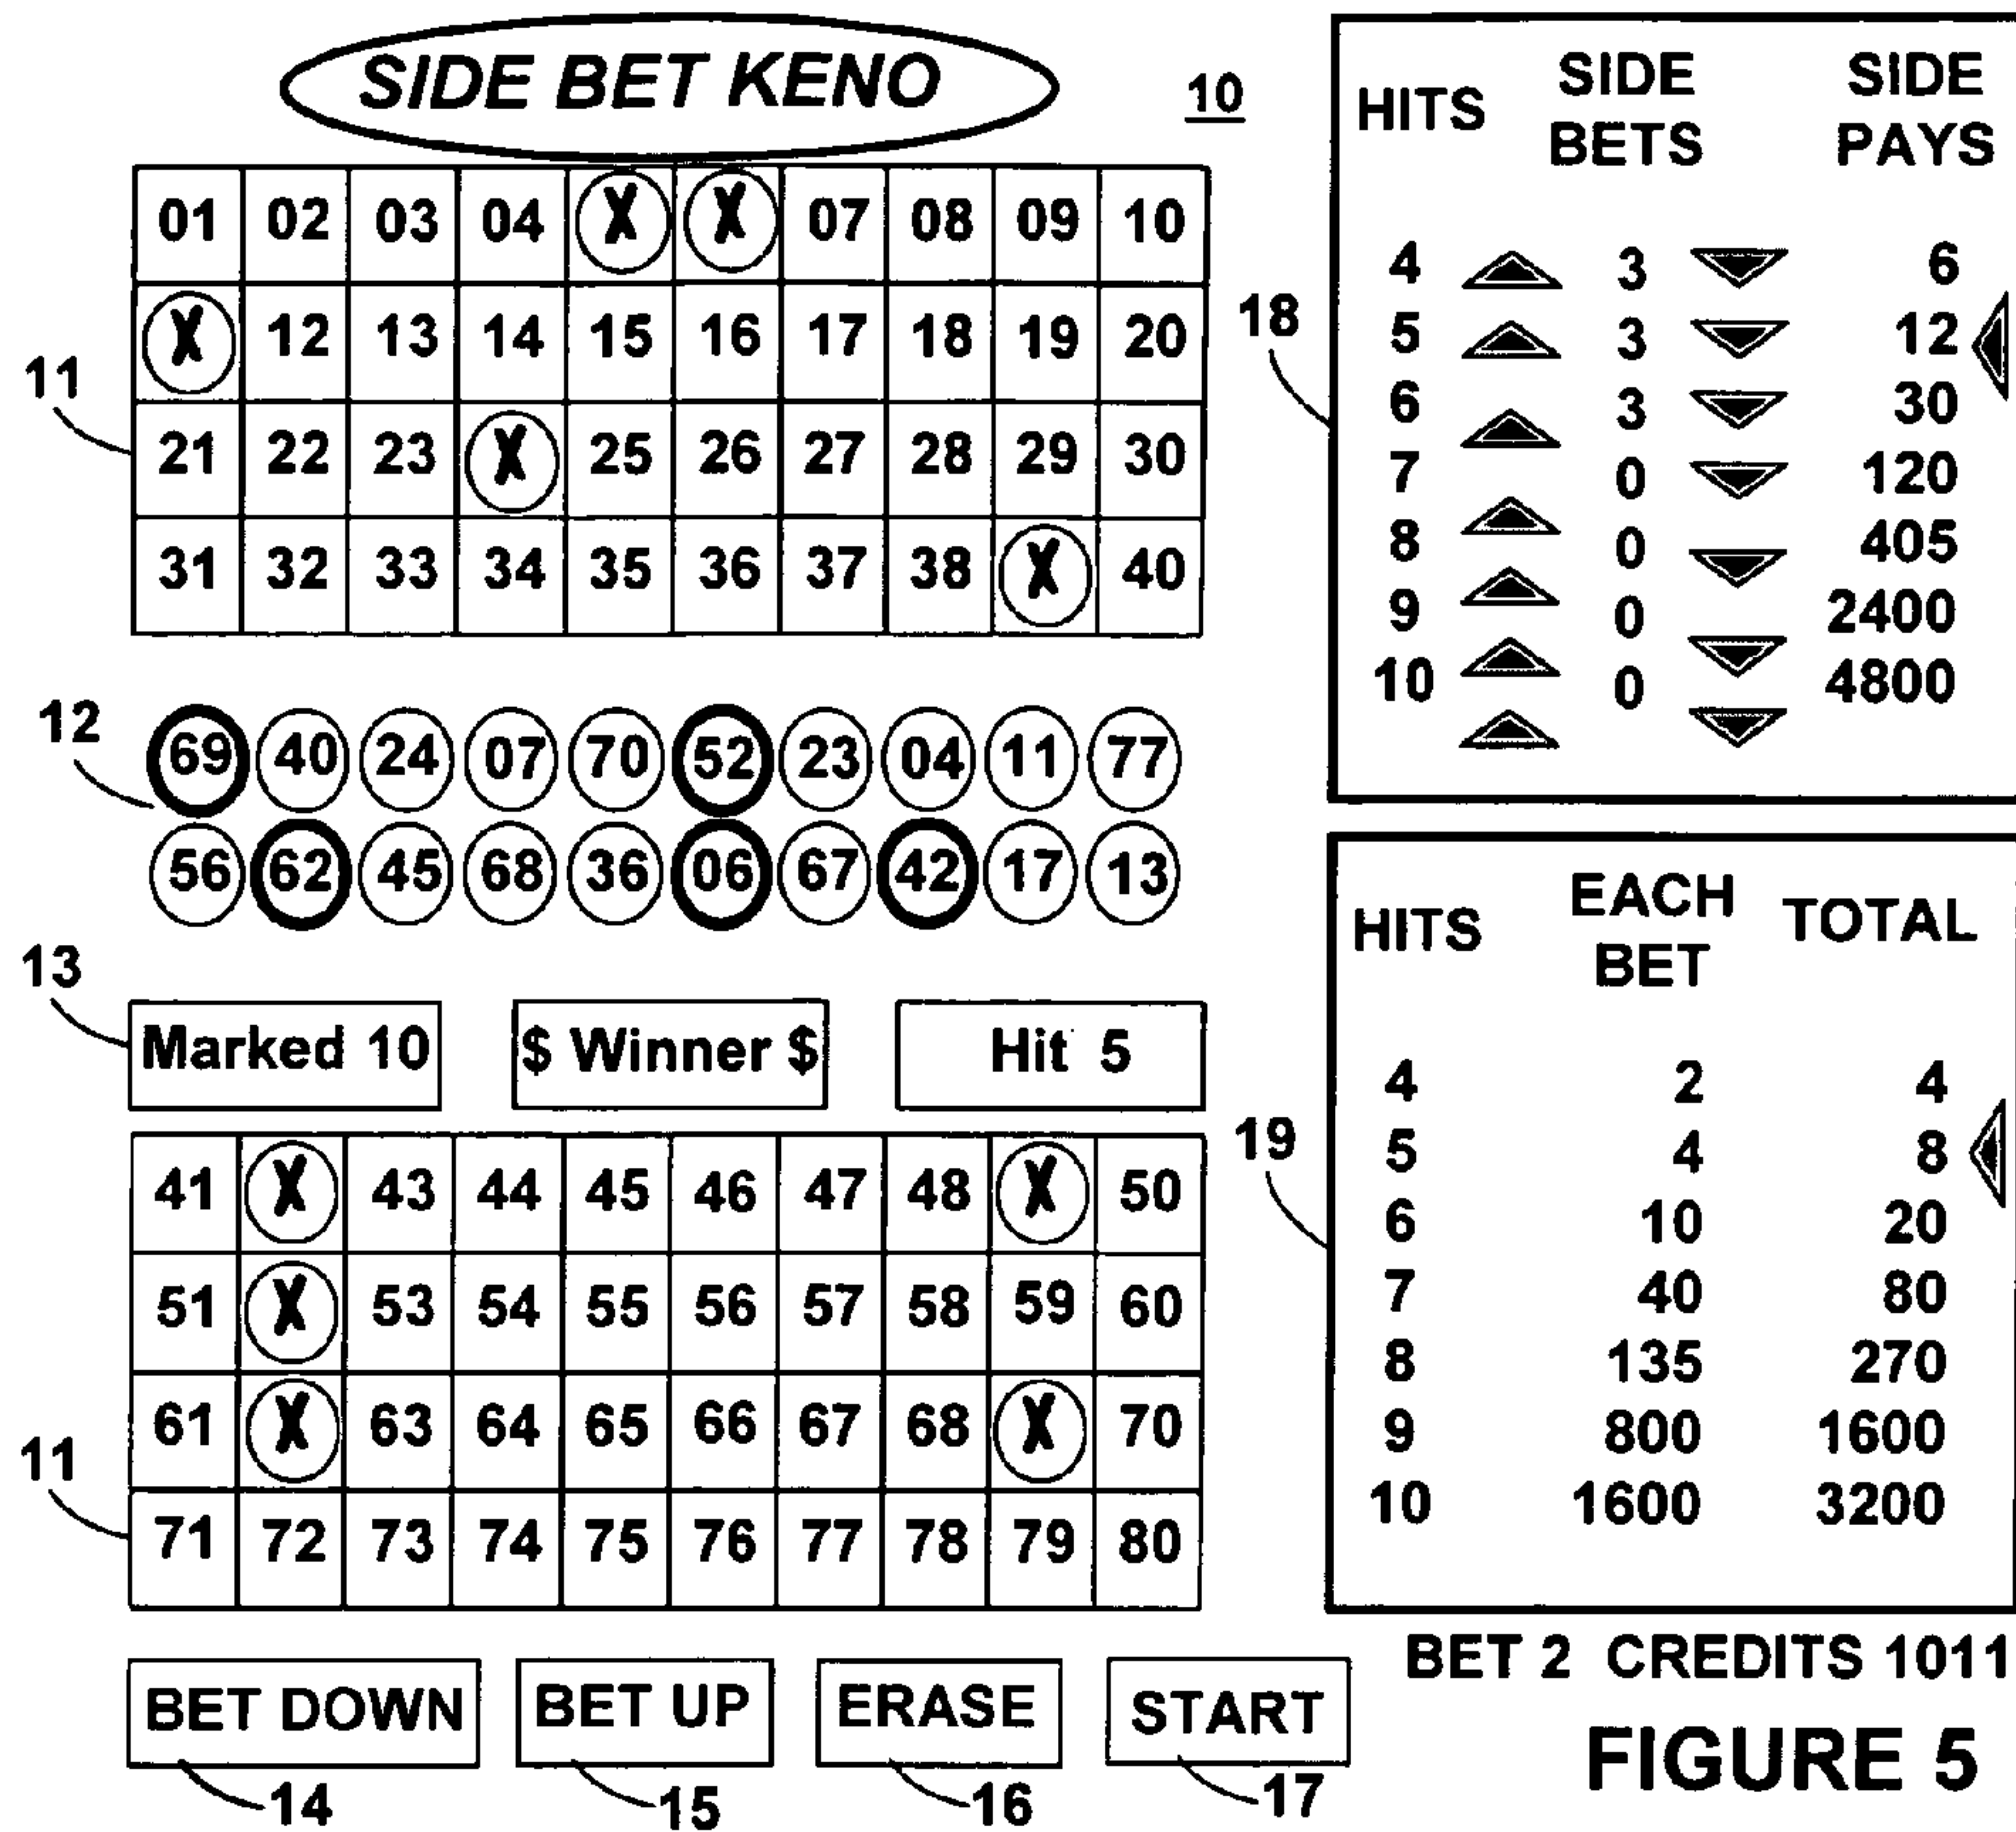 SIDE BET KENO
10
01 02 03 04 X X 07 08 09 10
X 12 13 14 15 16 17 18 19 20
11
21 22 23 X 25 26 27 28 29 30
31 32 33 34 35 36 37 38 X 40
12
69 40 24 07 70 52 23 04 11 77
56 62 45 68 36 06 67 42 17 13
13
Marked 10 $ Winner $ Hit 5
41 X 43 44 45 46 47 48 X 50
51 X 53 54 55 56 57 58 59 60
61 X 63 64 65 66 67 68 X 70
11
71 72 73 74 75 76 77 78 79 80
BET DOWN BET UP ERASE START
14 15 16 17
HITS SIDE BETS SIDE PAYS
18
4 3 6
5 3 12
6 3 30
7 0 120
8 0 405
9 0 2400
10 0 4800
HITS EACH BET TOTAL
19
4 2 4
5 4 8
6 10 20
7 40 80
8 135 270
9 800 1600
10 1600 3200
BET 2 CREDITS 1011
FIGURE 5